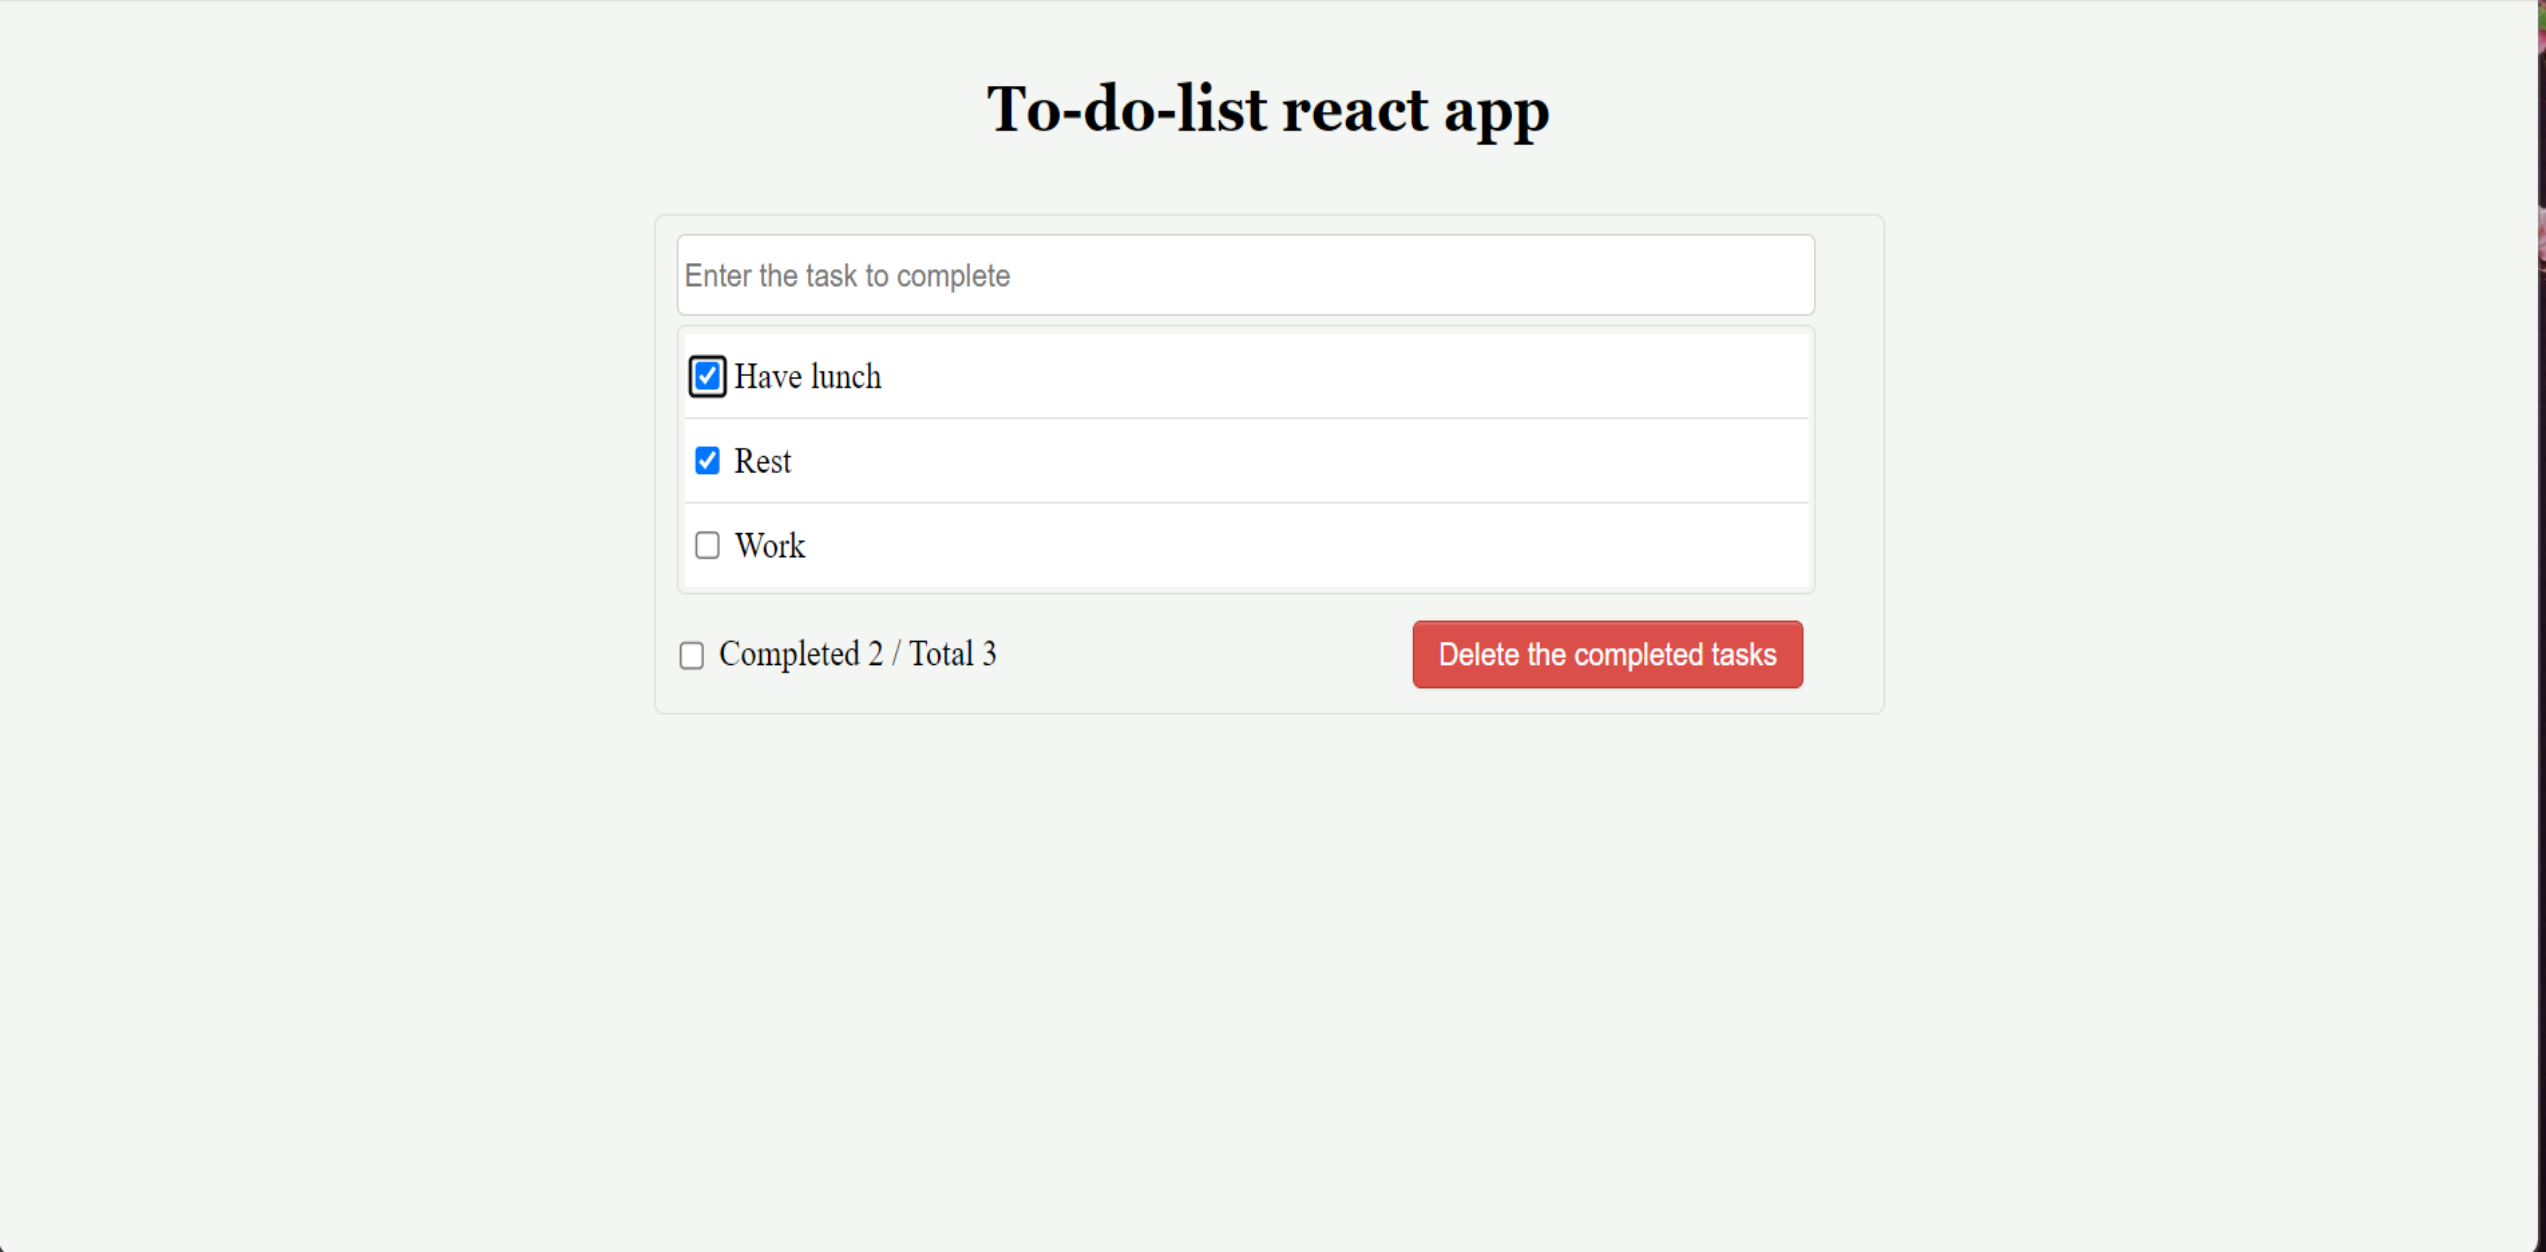 To-do-list react app
Enter the task to complete
Have lunch
Rest
Work
Completed 2 / Total 3
Delete the completed tasks